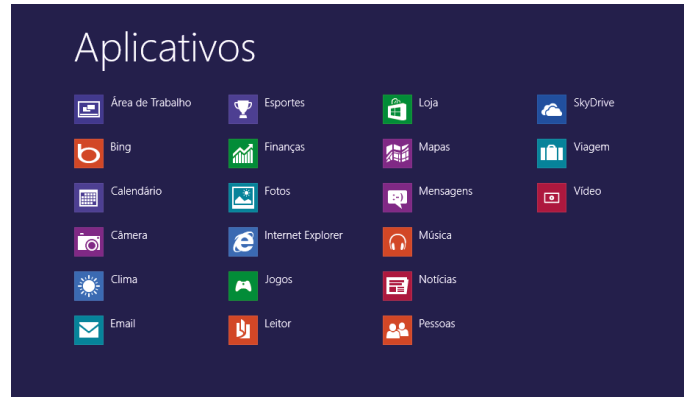 Aplicativos
Área de Trabalho
Bing
Calendário
Câmera
Clima
Email
Esportes
Finanças
Fotos
Internet Explorer
Jogos
Leitor
Loja
Mapas
Mensagens
Música
Notícias
Pessoas
SkyDrive
Viagem
Vídeo